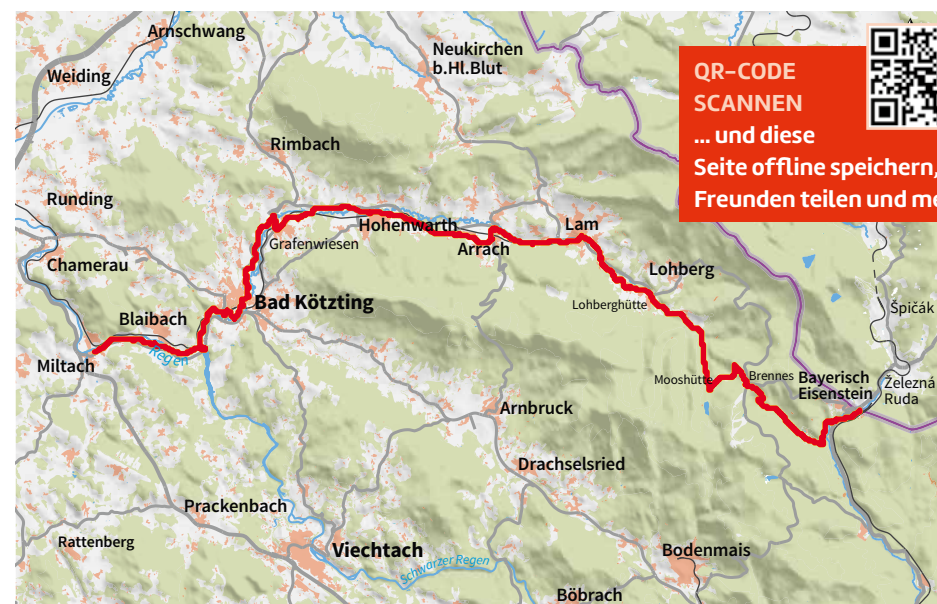 Arnschwang
Neukirchen
b.Hl.Blut
Weiding
QR-CODE
SCANNEN
... und diese
Seite offline speichern,
Freunden teilen und me
Rimbach
Runding
Hohenwarth
Lam
Grafenwiesen
Arrach
Chamerau
Lohberg
Bad Kötzting
Lohberghütte
Špičák
Blaibach
Regen
Miltach
Mooshütte
Brennes
Bayerisch
Eisenstein
Železná
Ruda
Arnbruck
Drachselsried
Prackenbach
Rattenberg
Viechtach
Bodenmais
Schwarzer Regen
Böbrach